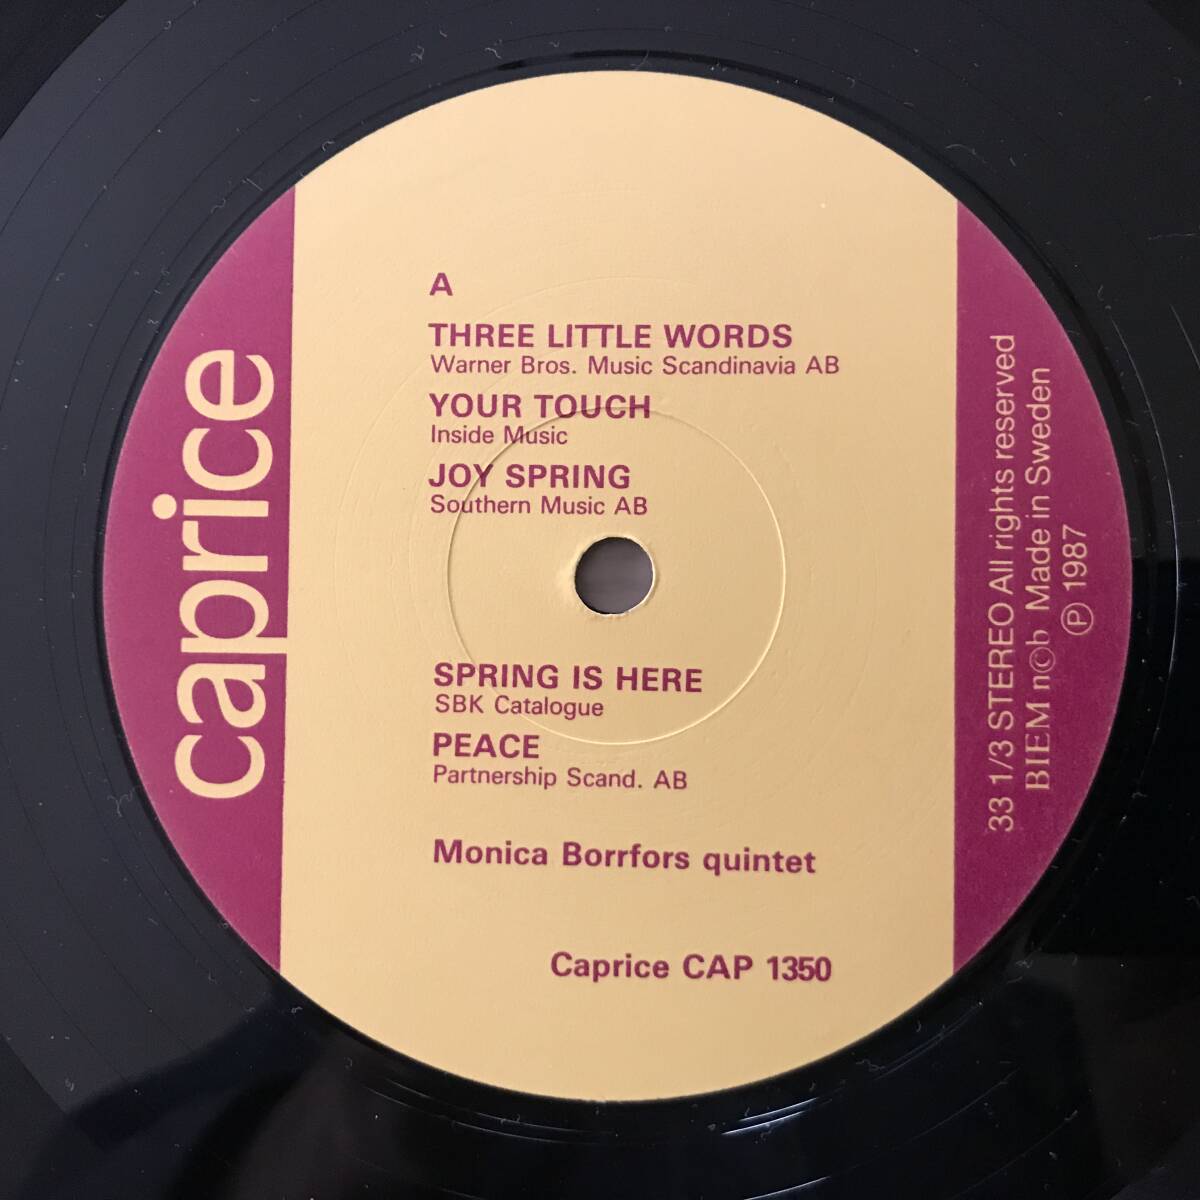 caprice
A
THREE LITTLE WORDS
Warner Bros. Music Scandinavia AB
YOUR TOUCH
Inside Music
JOY SPRING
Southern Music AB
SPRING IS HERE
SBK Catalogue
PEACE
Partnership Scand. AB
Monica Borrfors quintet
Caprice CAP 1350
33 1/3 STEREO All rights reserved
BIEM n©b Made in Sweden
℗ 1987